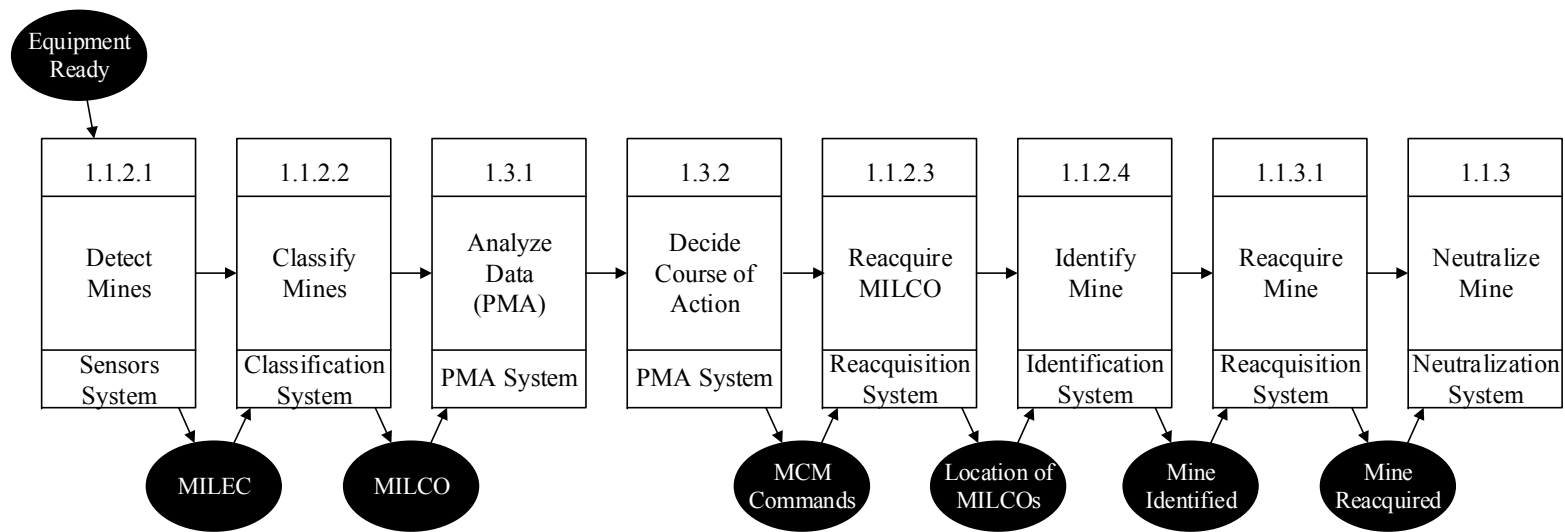 Equipment
Ready
1.1.2.1
Detect
Mines
Sensors
System
1.1.2.2
Classify
Mines
Classification
System
1.3.1
Analyze
Data
(PMA)
PMA System
1.3.2
Decide
Course of
Action
PMA System
1.1.2.3
Reacquire
MILCO
Reacquisition
System
1.1.2.4
Identify
Mine
Identification
System
1.1.3.1
Reacquire
Mine
Reacquisition
System
1.1.3
Neutralize
Mine
Neutralization
System
MILEC
MILCO
MCM
Commands
Location of
MILCOs
Mine
Identified
Mine
Reacquired